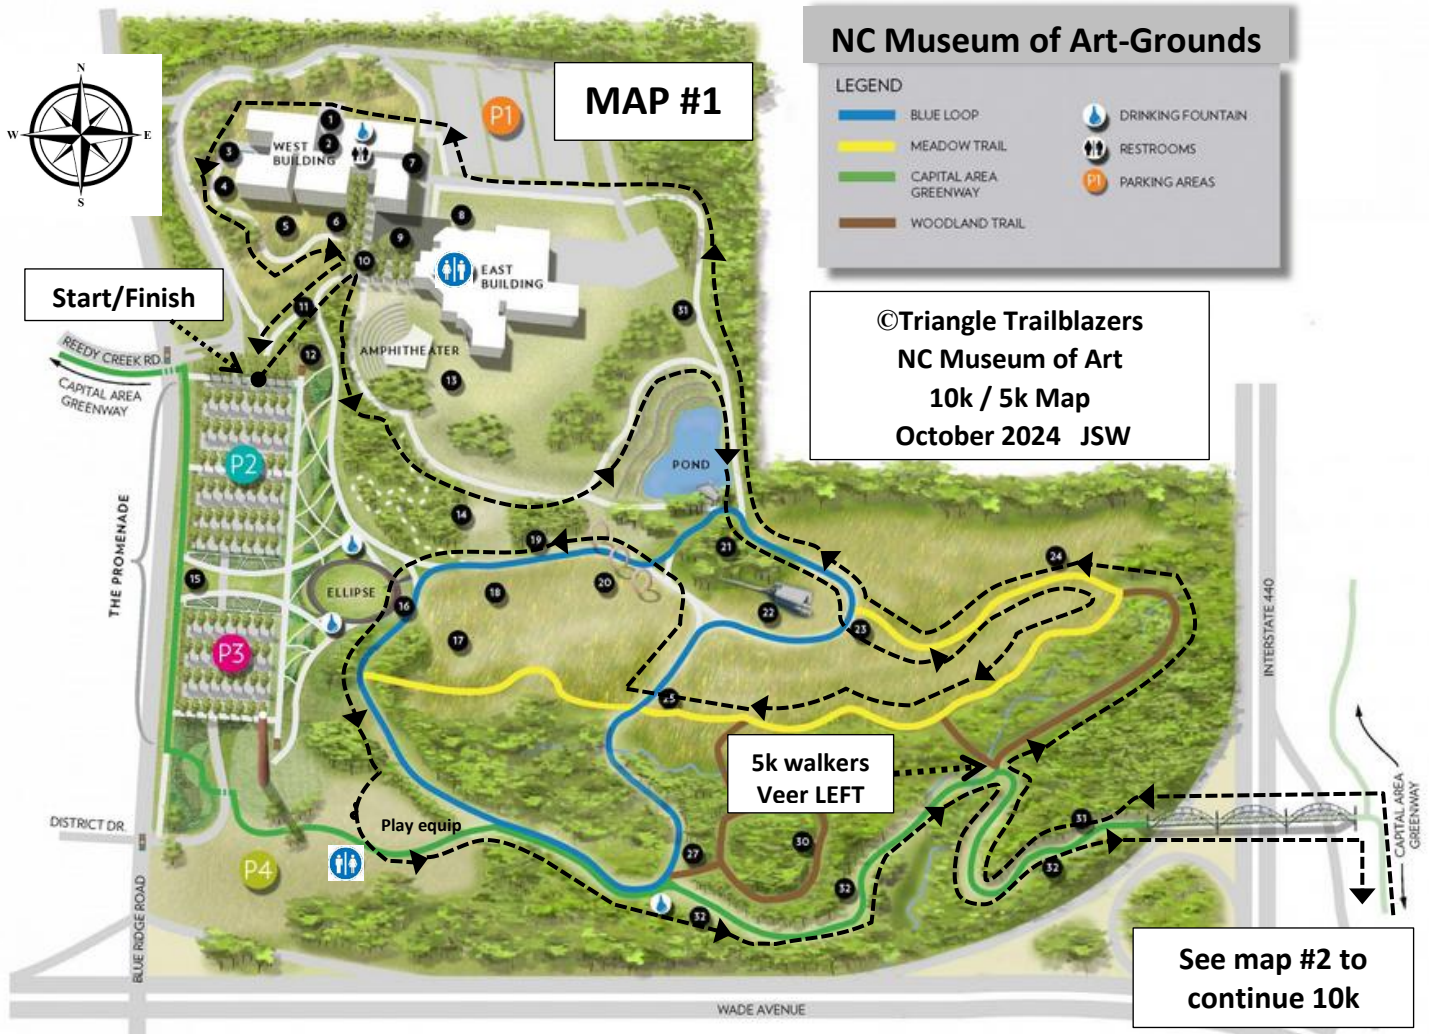 NC Museum of Art-Grounds
MAP #1
LEGEND
BLUE LOOP
MEADOW TRAIL
CAPITAL AREA
GREENWAY
WOODLAND TRAIL
DRINKING FOUNTAIN
RESTROOMS
P1 PARKING AREAS
N
W E
S
P1
1
2
WEST
BUILDING
3
4
5
6
7
8
9
10
EAST
BUILDING
Start/Finish
11
12
AMPHITHEATER
13
31
©Triangle Trailblazers
NC Museum of Art
10k / 5k Map
October 2024 JSW
REEDY CREEK RD.
CAPITAL AREA
GREENWAY
P2
POND
THE PROMENADE
14
15
ELLIPSE
16
17
18
19
20
21
22
23
24
25
P3
INTERSTATE 440
5k walkers
Veer LEFT
DISTRICT DR.
Play equip
P4
27
30
31
32
32
32
CAPITAL AREA
GREENWAY
BLUE RIDGE ROAD
WADE AVENUE
See map #2 to
continue 10k